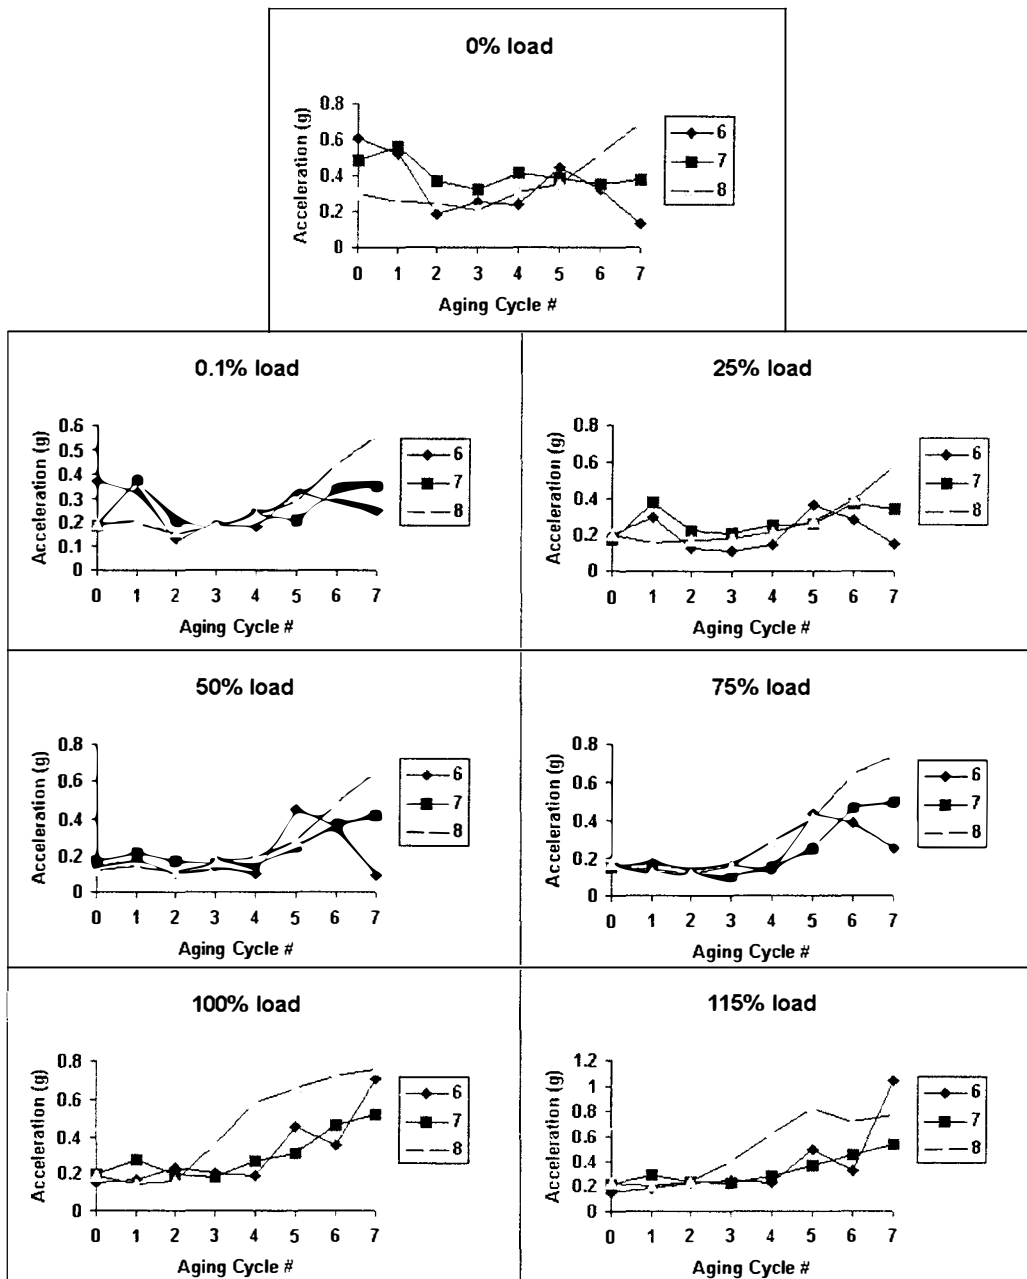 0% load
Acceleration (g)
0.8
0.6
0.4
0.2
0
0 1 2 3 4 5 6 7
Aging Cycle #
6
7
8
0.1% load
Acceleration (g)
0.6
0.5
0.4
0.3
0.2
0.1
0
0 1 2 3 4 5 6 7
Aging Cycle #
6
7
8
25% load
Acceleration (g)
0.8
0.6
0.4
0.2
0
0 1 2 3 4 5 6 7
Aging Cycle #
6
7
8
50% load
Acceleration (g)
0.8
0.6
0.4
0.2
0
0 1 2 3 4 5 6 7
Aging Cycle #
6
7
8
75% load
Acceleration (g)
0.8
0.6
0.4
0.2
0
0 1 2 3 4 5 6 7
Aging Cycle #
6
7
8
100% load
Acceleration (g)
0.8
0.6
0.4
0.2
0
0 1 2 3 4 5 6 7
Aging Cycle #
6
7
8
115% load
Acceleration (g)
1.2
1
0.8
0.6
0.4
0.2
0
0 1 2 3 4 5 6 7
Aging Cycle #
6
7
8